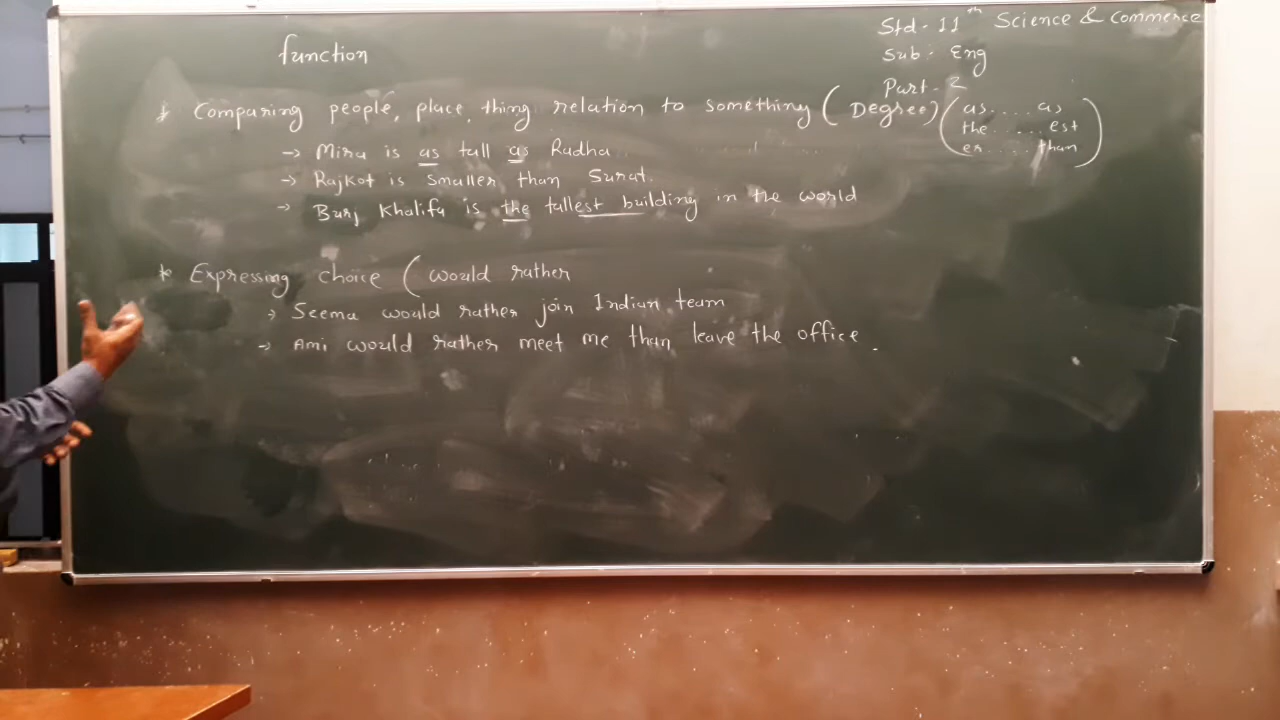 Std - 11th Science & Commerce
function
Sub : Eng
Part - 2
* Comparing people, place, thing relation to something ( Degree) ( as.... as
the ..... est
er ..... than )
→ Mira is as tall as Radha
→ Rajkot is smaller than Surat.
→ Burj Khalifa is the tallest building in the world
* Expressing choice ( would rather
→ Seema would rather join Indian team
→ Ami would rather meet me than leave the office.